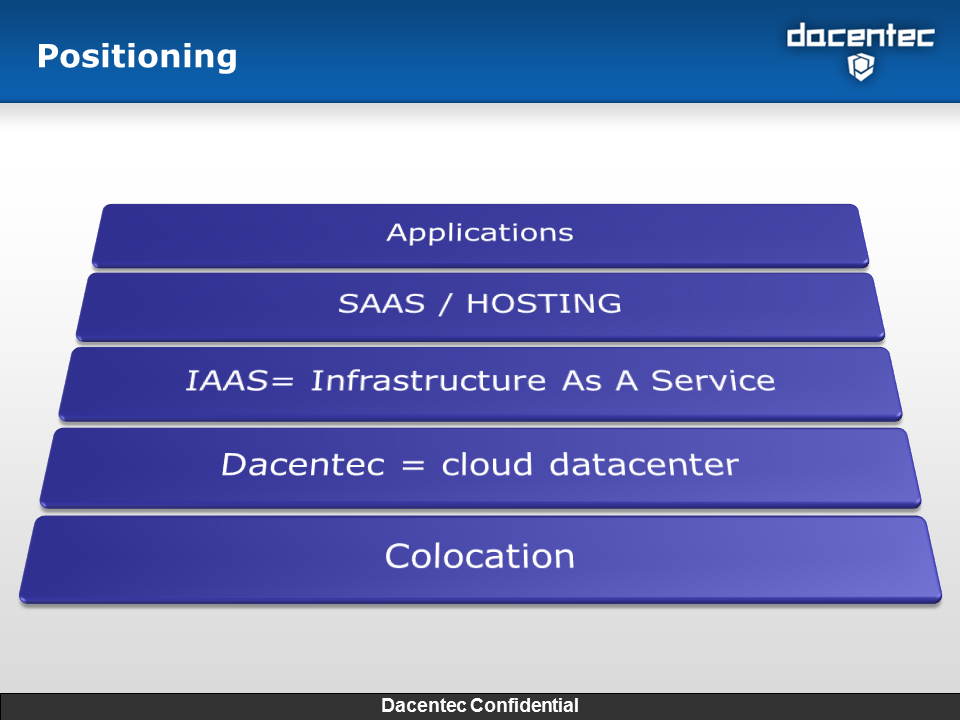 Positioning
dacentec
Applications
SAAS / HOSTING
IAAS= Infrastructure As A Service
Dacentec = cloud datacenter
Colocation
Dacentec Confidential